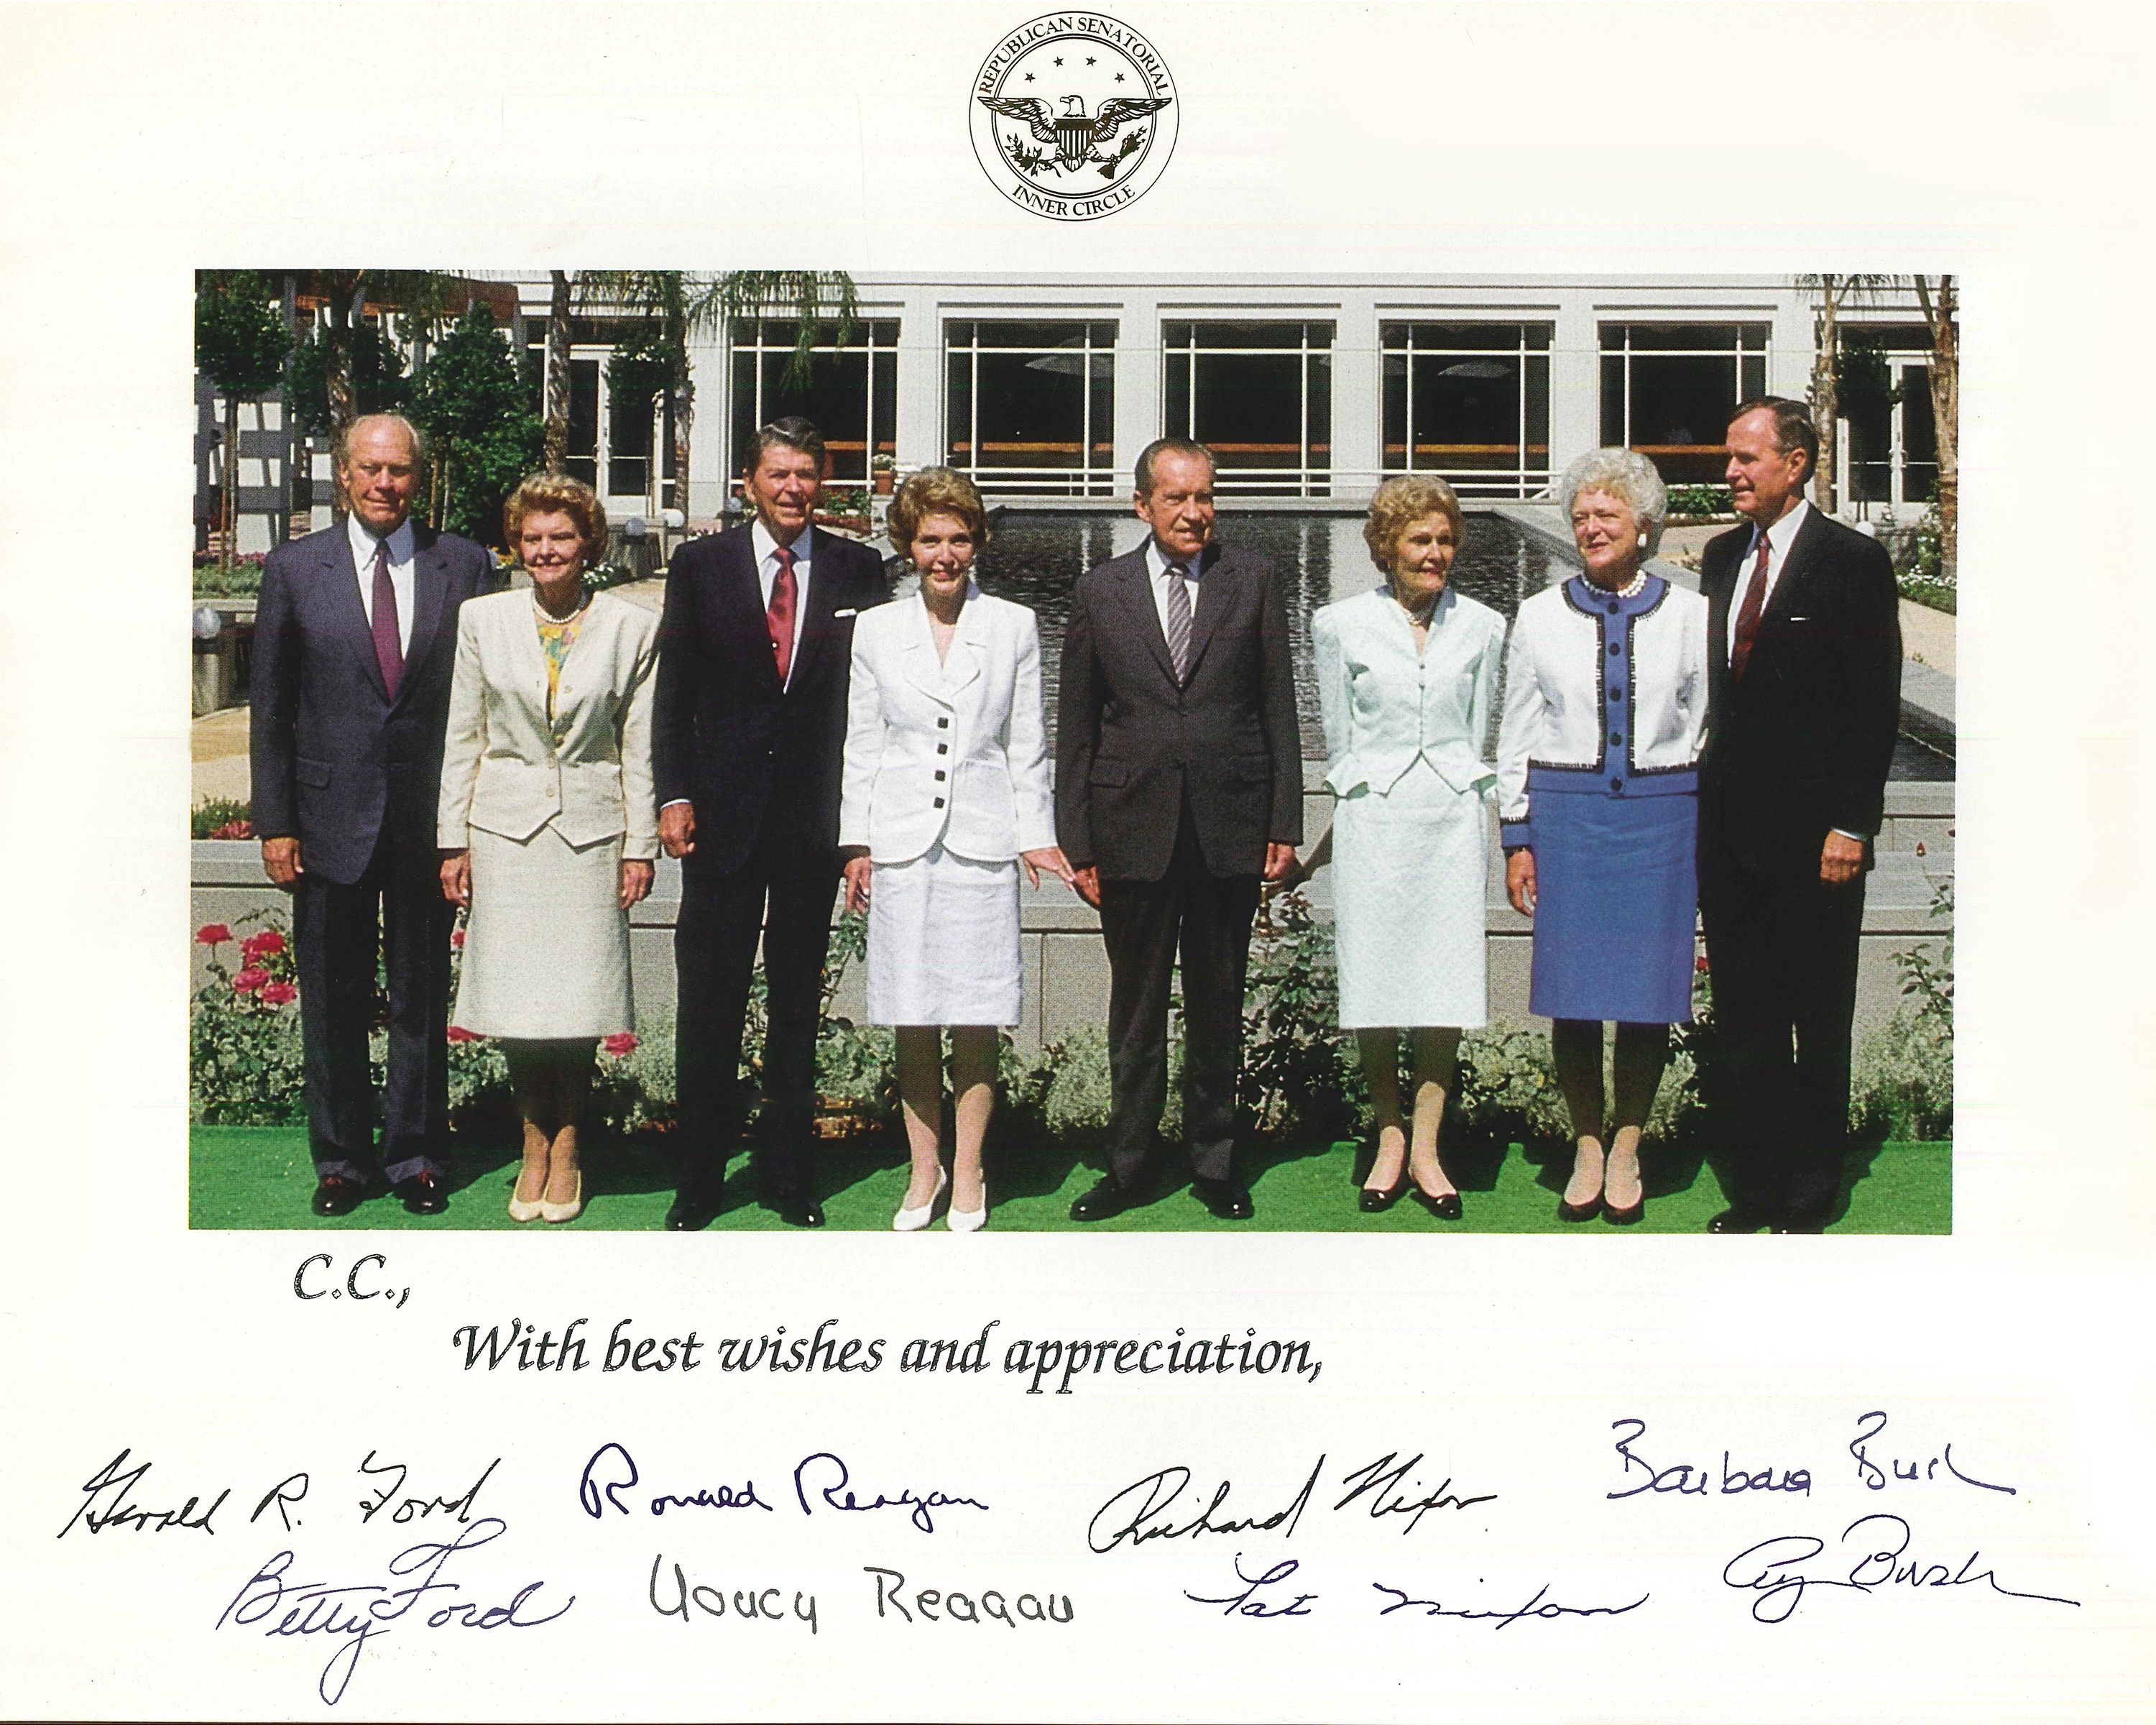 REPUBLICAN SENATORIAL
INNER CIRCLE
C.C.,
With best wishes and appreciation,
Gerald R. Ford
Ronald Reagan
Richard Nixon
Barbara Bush
Betty Ford
Nancy Reagan
Pat Nixon
G Bush